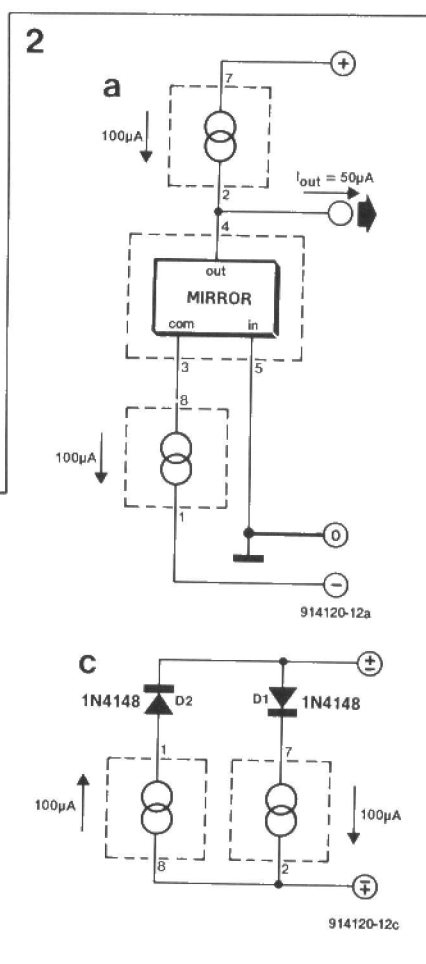 2
a
+
7
100µA
2
Iout = 50µA
4
out
MIRROR
com in
3 5
8
100µA
1
0
−
914120-12a
c
±
1N4148 D2 D1 1N4148
1 7
100µA 100µA
8 2
∓
914120-12c